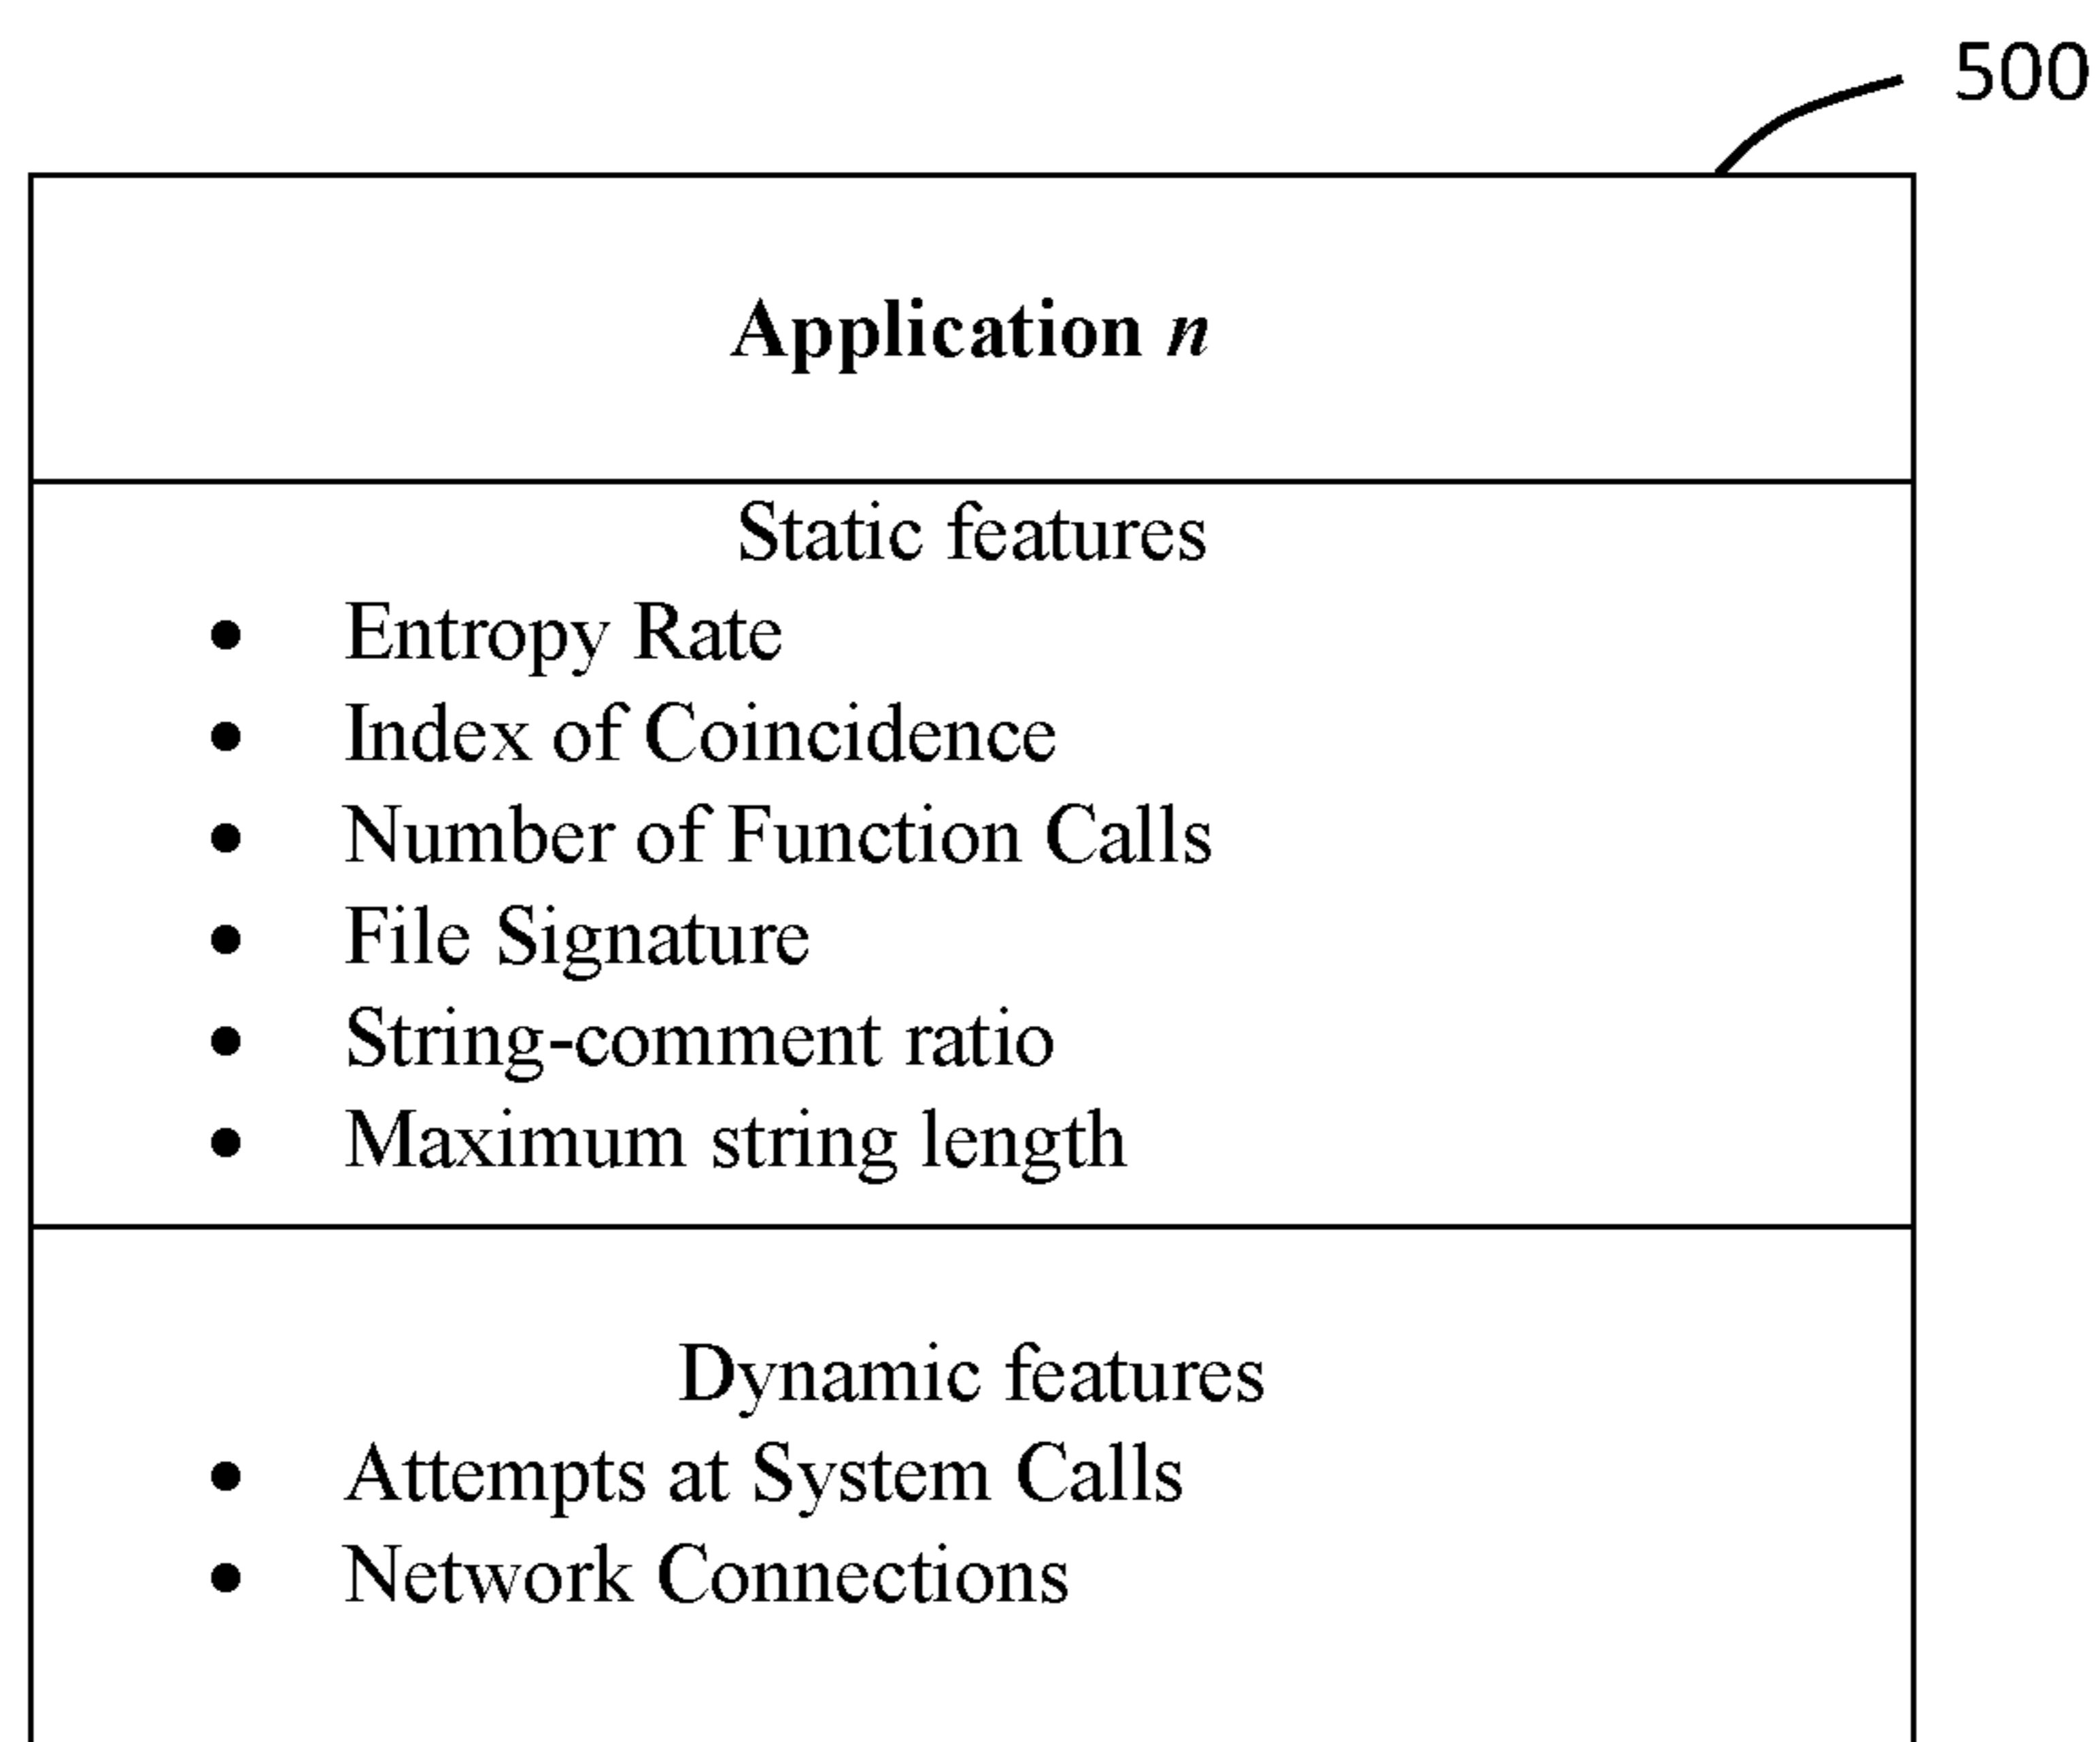 500
Application n
Static features
• Entropy Rate
• Index of Coincidence
• Number of Function Calls
• File Signature
• String-comment ratio
• Maximum string length
Dynamic features
• Attempts at System Calls
• Network Connections